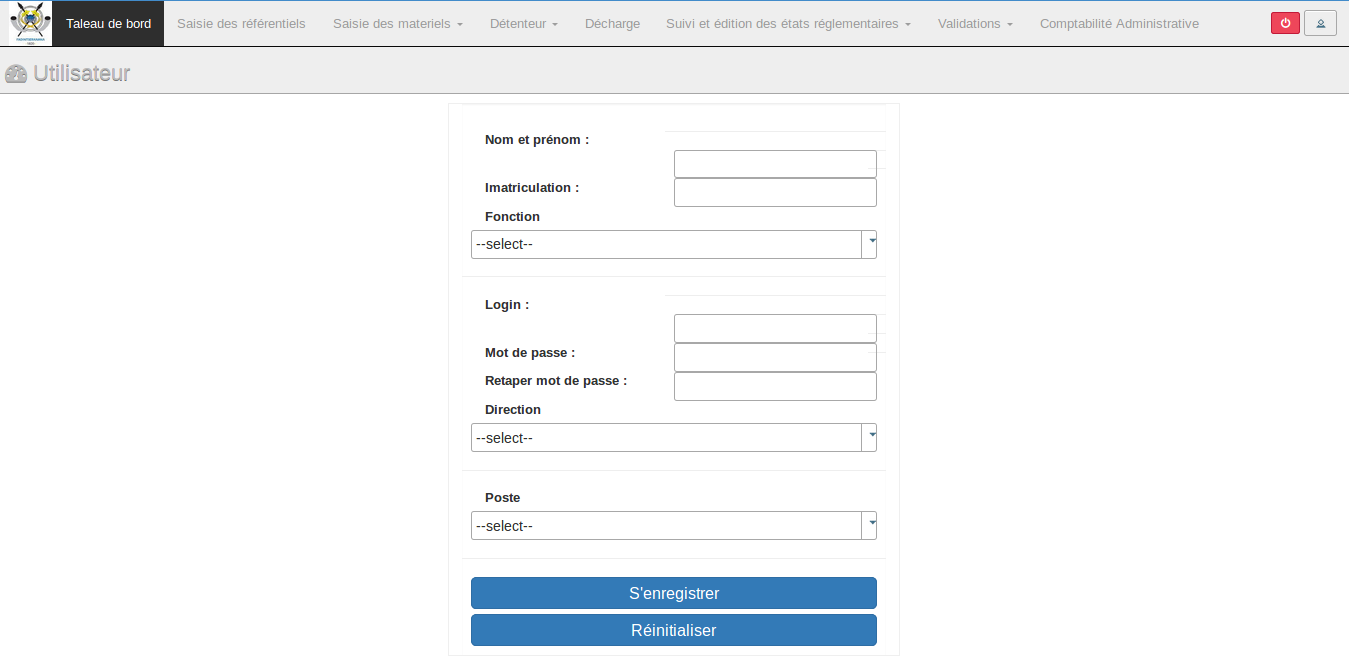 Taleau de bord Saisie des référentiels Saisie des materiels Détenteur Décharge Suivi et édition des états réglementaires Validations Comptabilité Administrative
Utilisateur
Nom et prénom :
Imatriculation :
Fonction
--select--
Login :
Mot de passe :
Retaper mot de passe :
Direction
--select--
Poste
--select--
S'enregistrer
Réinitialiser